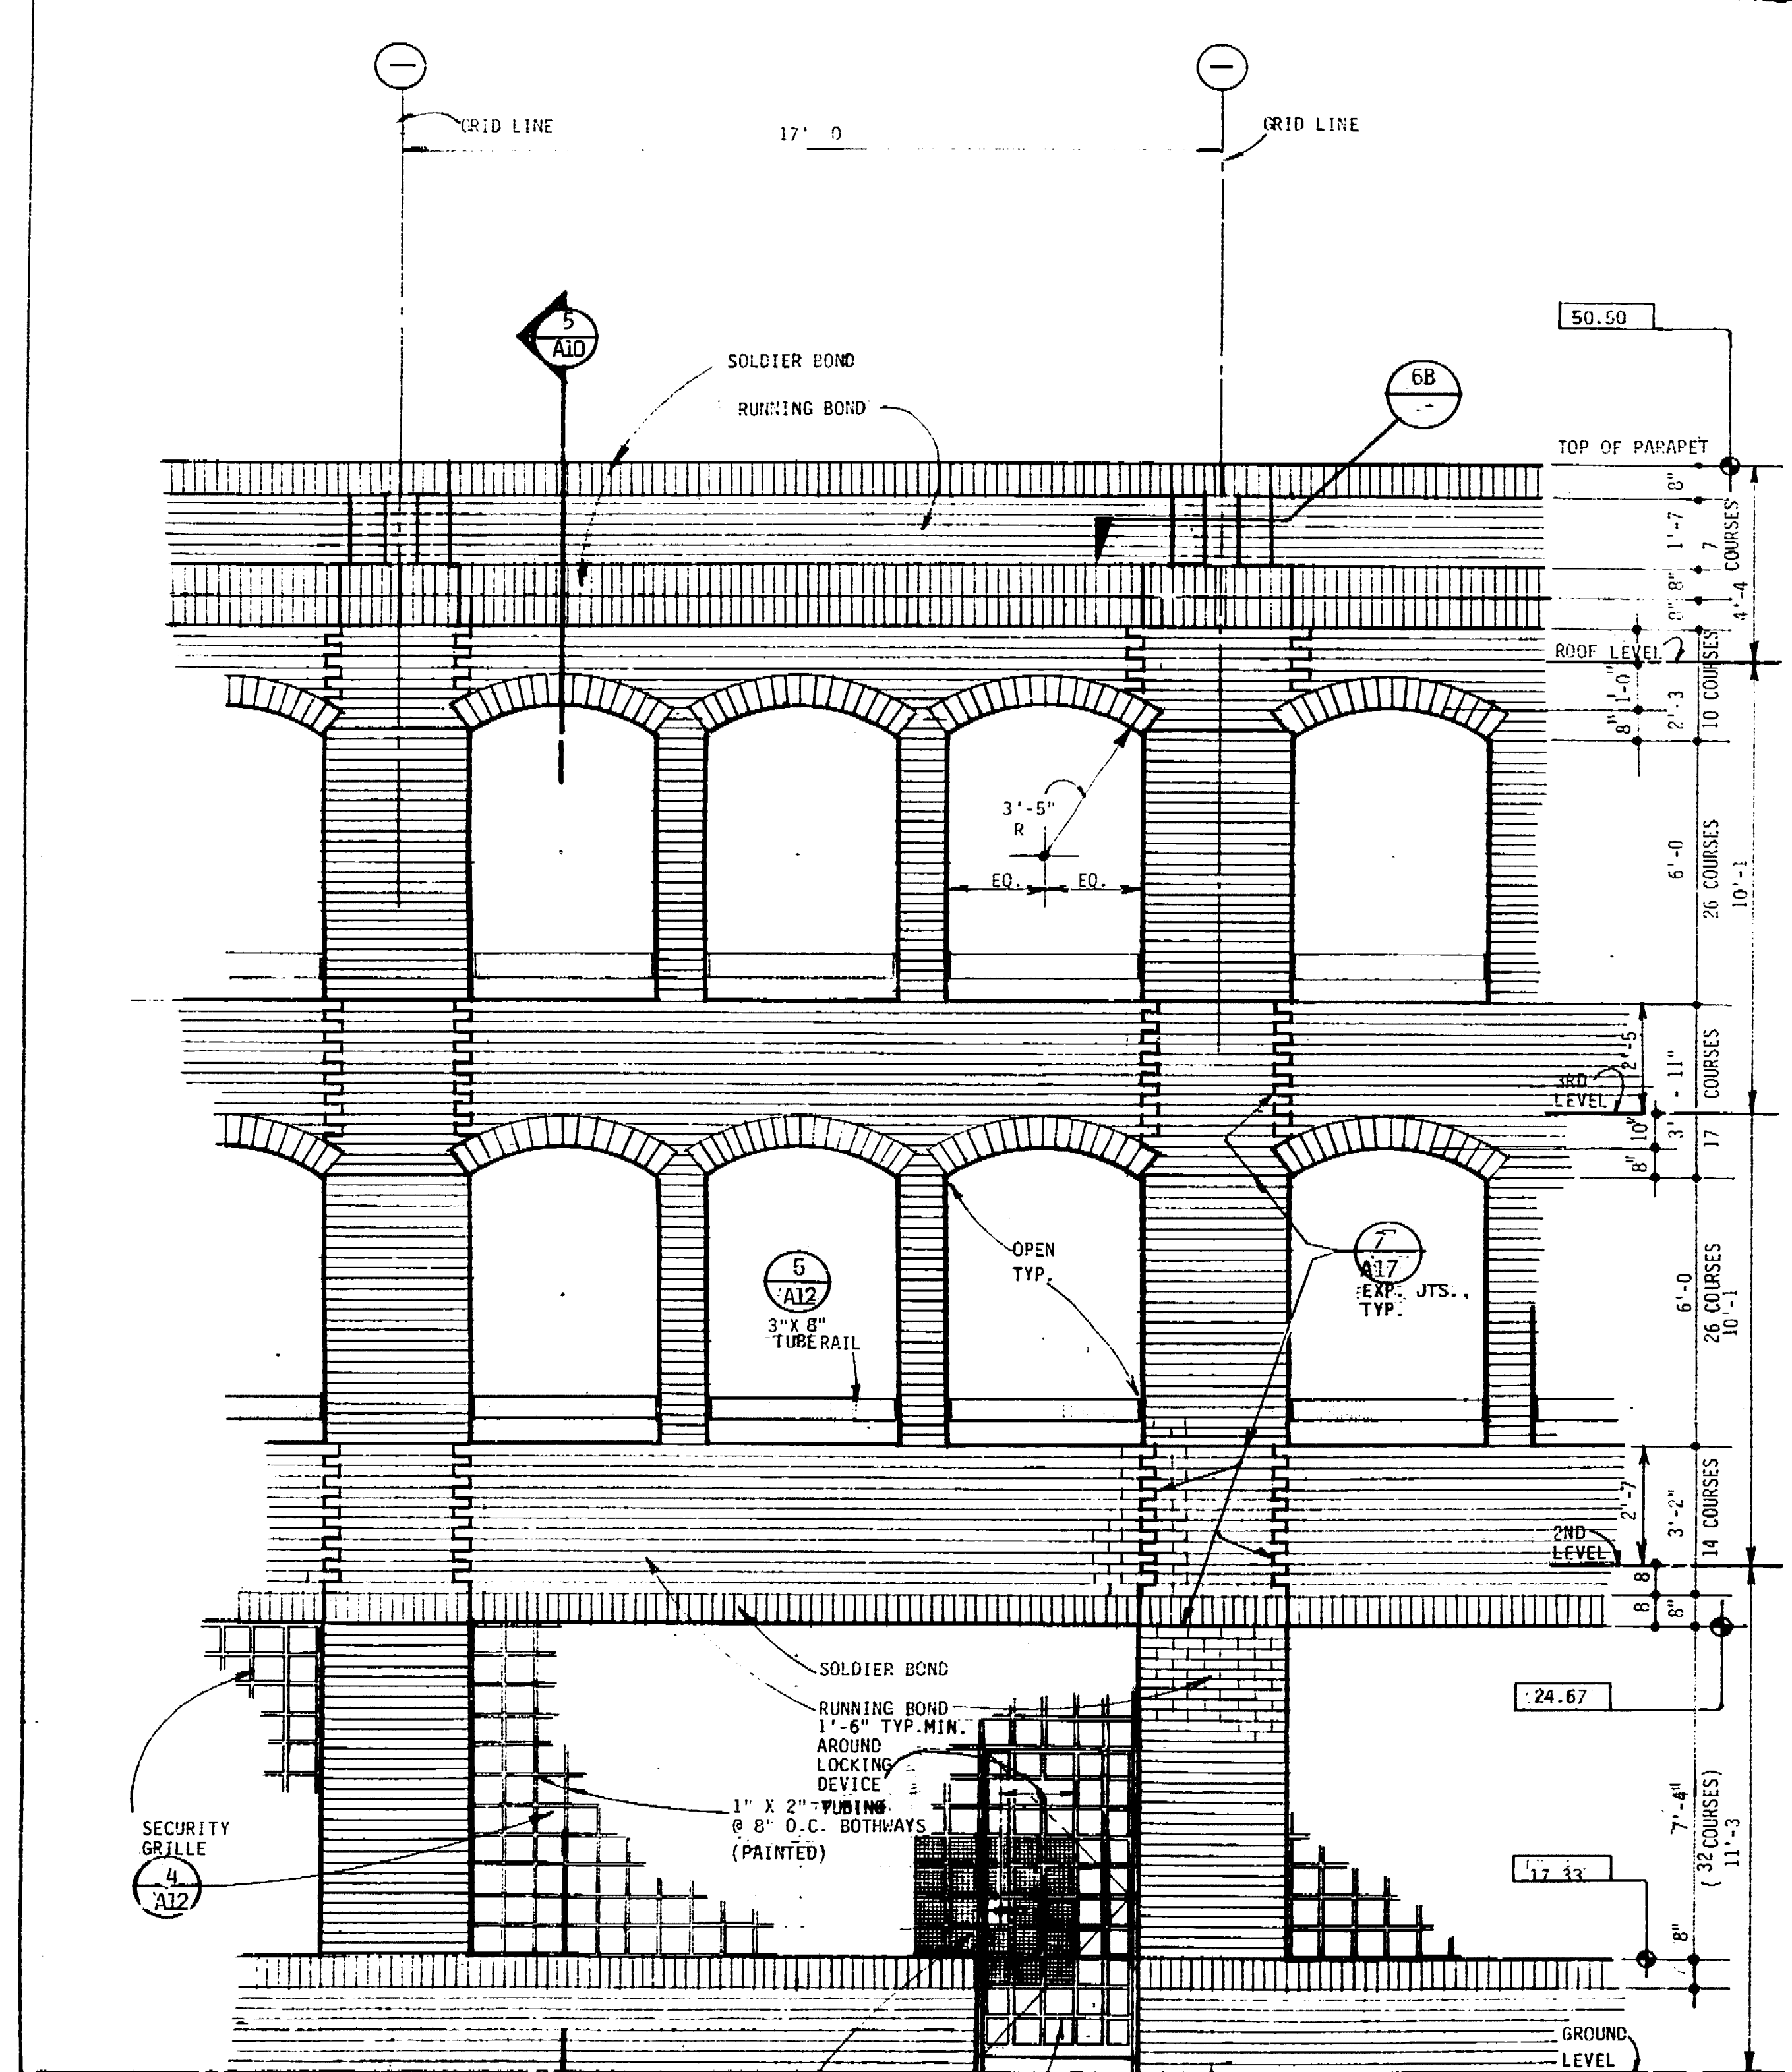 GRID LINE
17' 0
GRID LINE
5
A10
50.50
SOLDIER BOND
RUNNING BOND
6B
TOP OF PARAPET
8"
1'-7
7
COURSES
8"
8"
4'-4
ROOF LEVEL
1'-0"
8"
2'-3
10 COURSES
3'-5"
R
EQ.
EQ.
6'-0
26 COURSES
10'-1
2'-5
3RD
LEVEL
3'-11"
17 COURSES
10"
8"
OPEN
TYP.
7
A17
EXP. JTS.,
TYP.
A12
3"X 8"
TUBE RAIL
6'-0
26 COURSES
10'-1
2'-7
3'-2"
14 COURSES
2ND
LEVEL
8
8
8"
SOLDIER BOND
RUNNING BOND
1'-6" TYP.MIN.
AROUND
LOCKING
DEVICE
24.67
1" X 2" TUBING
@ 8" O.C. BOTHWAYS
(PAINTED)
SECURITY
GRILLE
4
A12
7'-4"
(32 COURSES)
11'-3
17.33
8"
GROUND
LEVEL